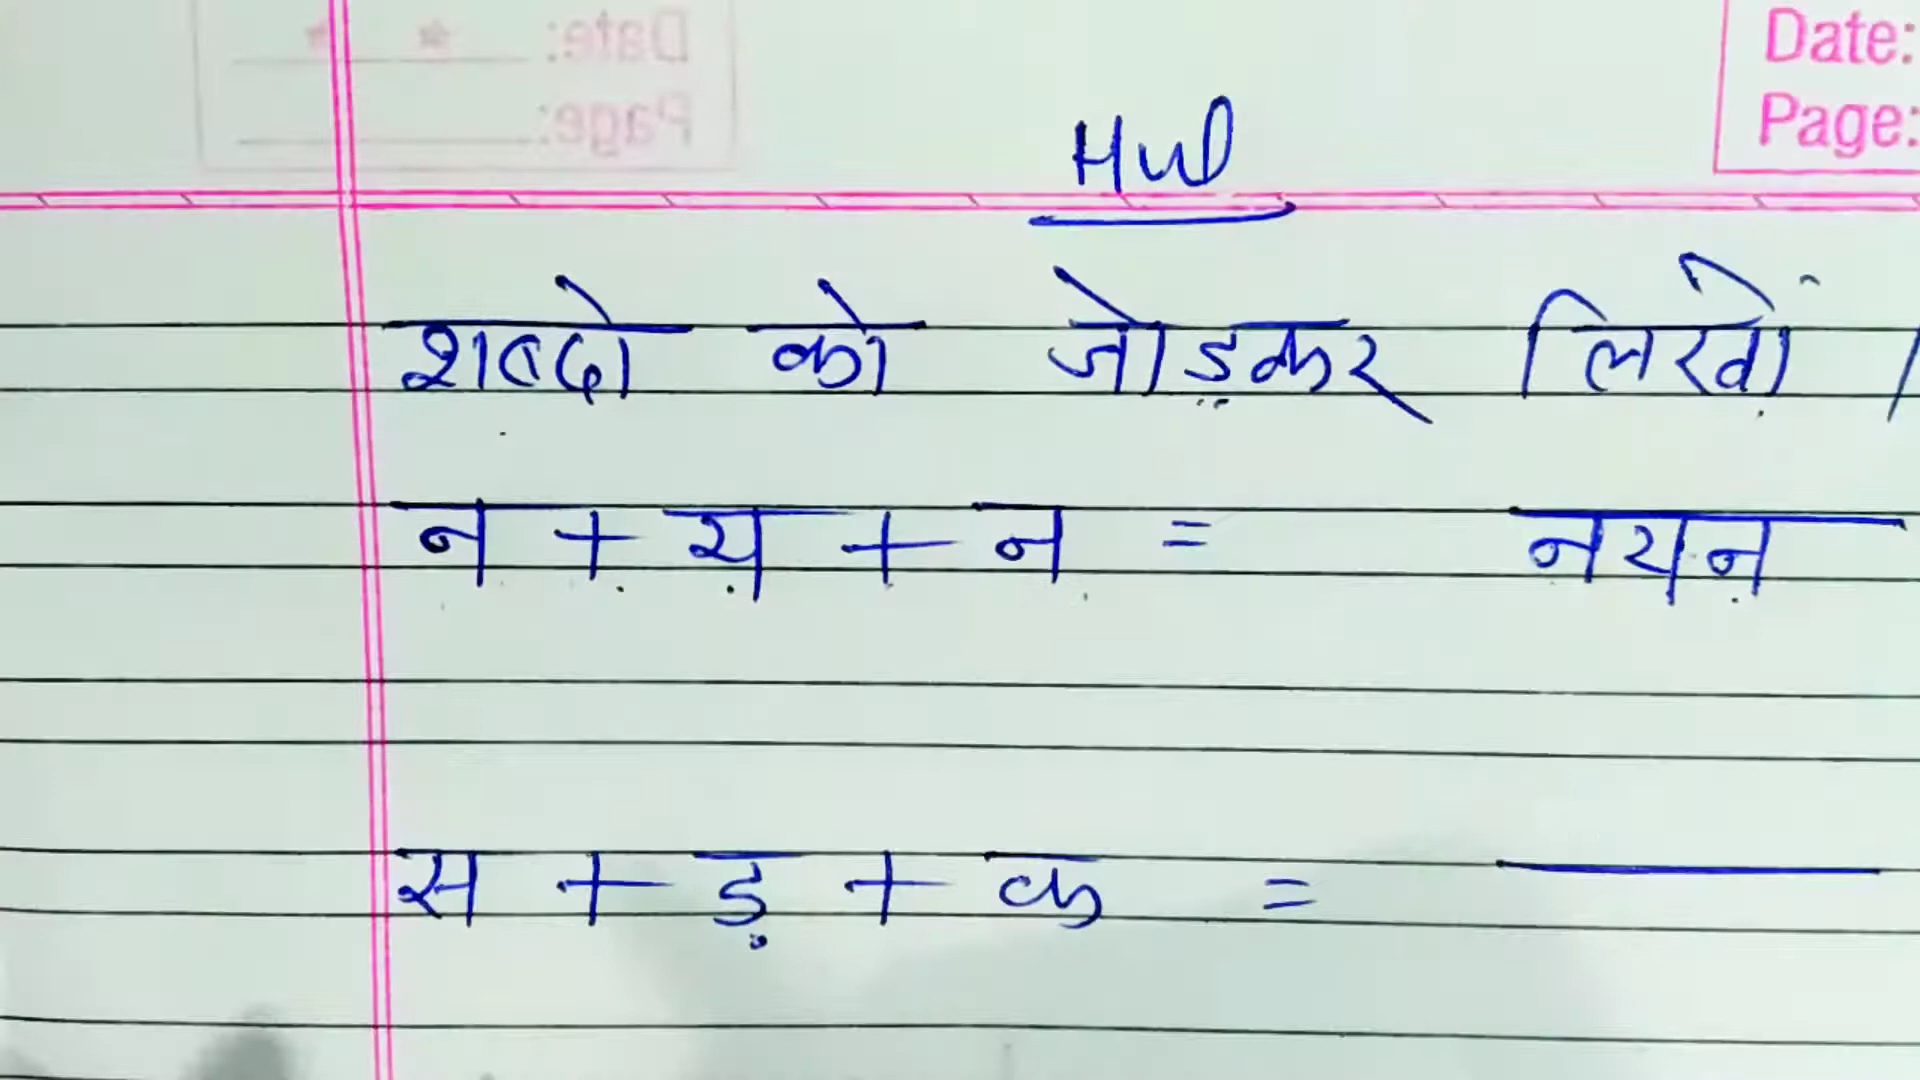 Date:
Page:
Date:
Page:
Hw
शब्दो को जोड़कर लिखों ।
न + य + न = नयन
स + ड़ + क =